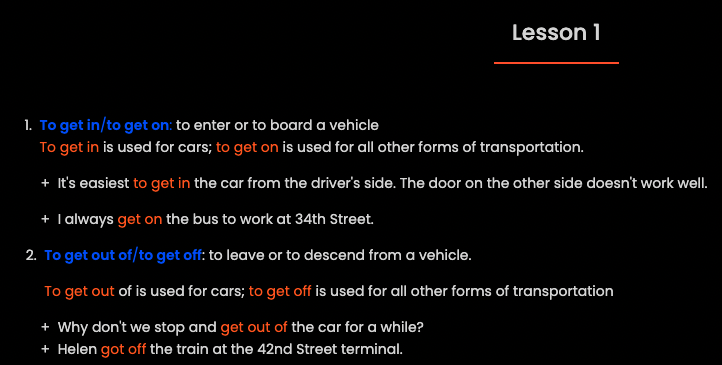 Lesson 1
1. To get in/to get on: to enter or to board a vehicle
To get in is used for cars; to get on is used for all other forms of transportation.
+ It's easiest to get in the car from the driver's side. The door on the other side doesn't work well.
+ I always get on the bus to work at 34th Street.
2. To get out of/to get off: to leave or to descend from a vehicle.
To get out of is used for cars; to get off is used for all other forms of transportation
+ Why don't we stop and get out of the car for a while?
+ Helen got off the train at the 42nd Street terminal.